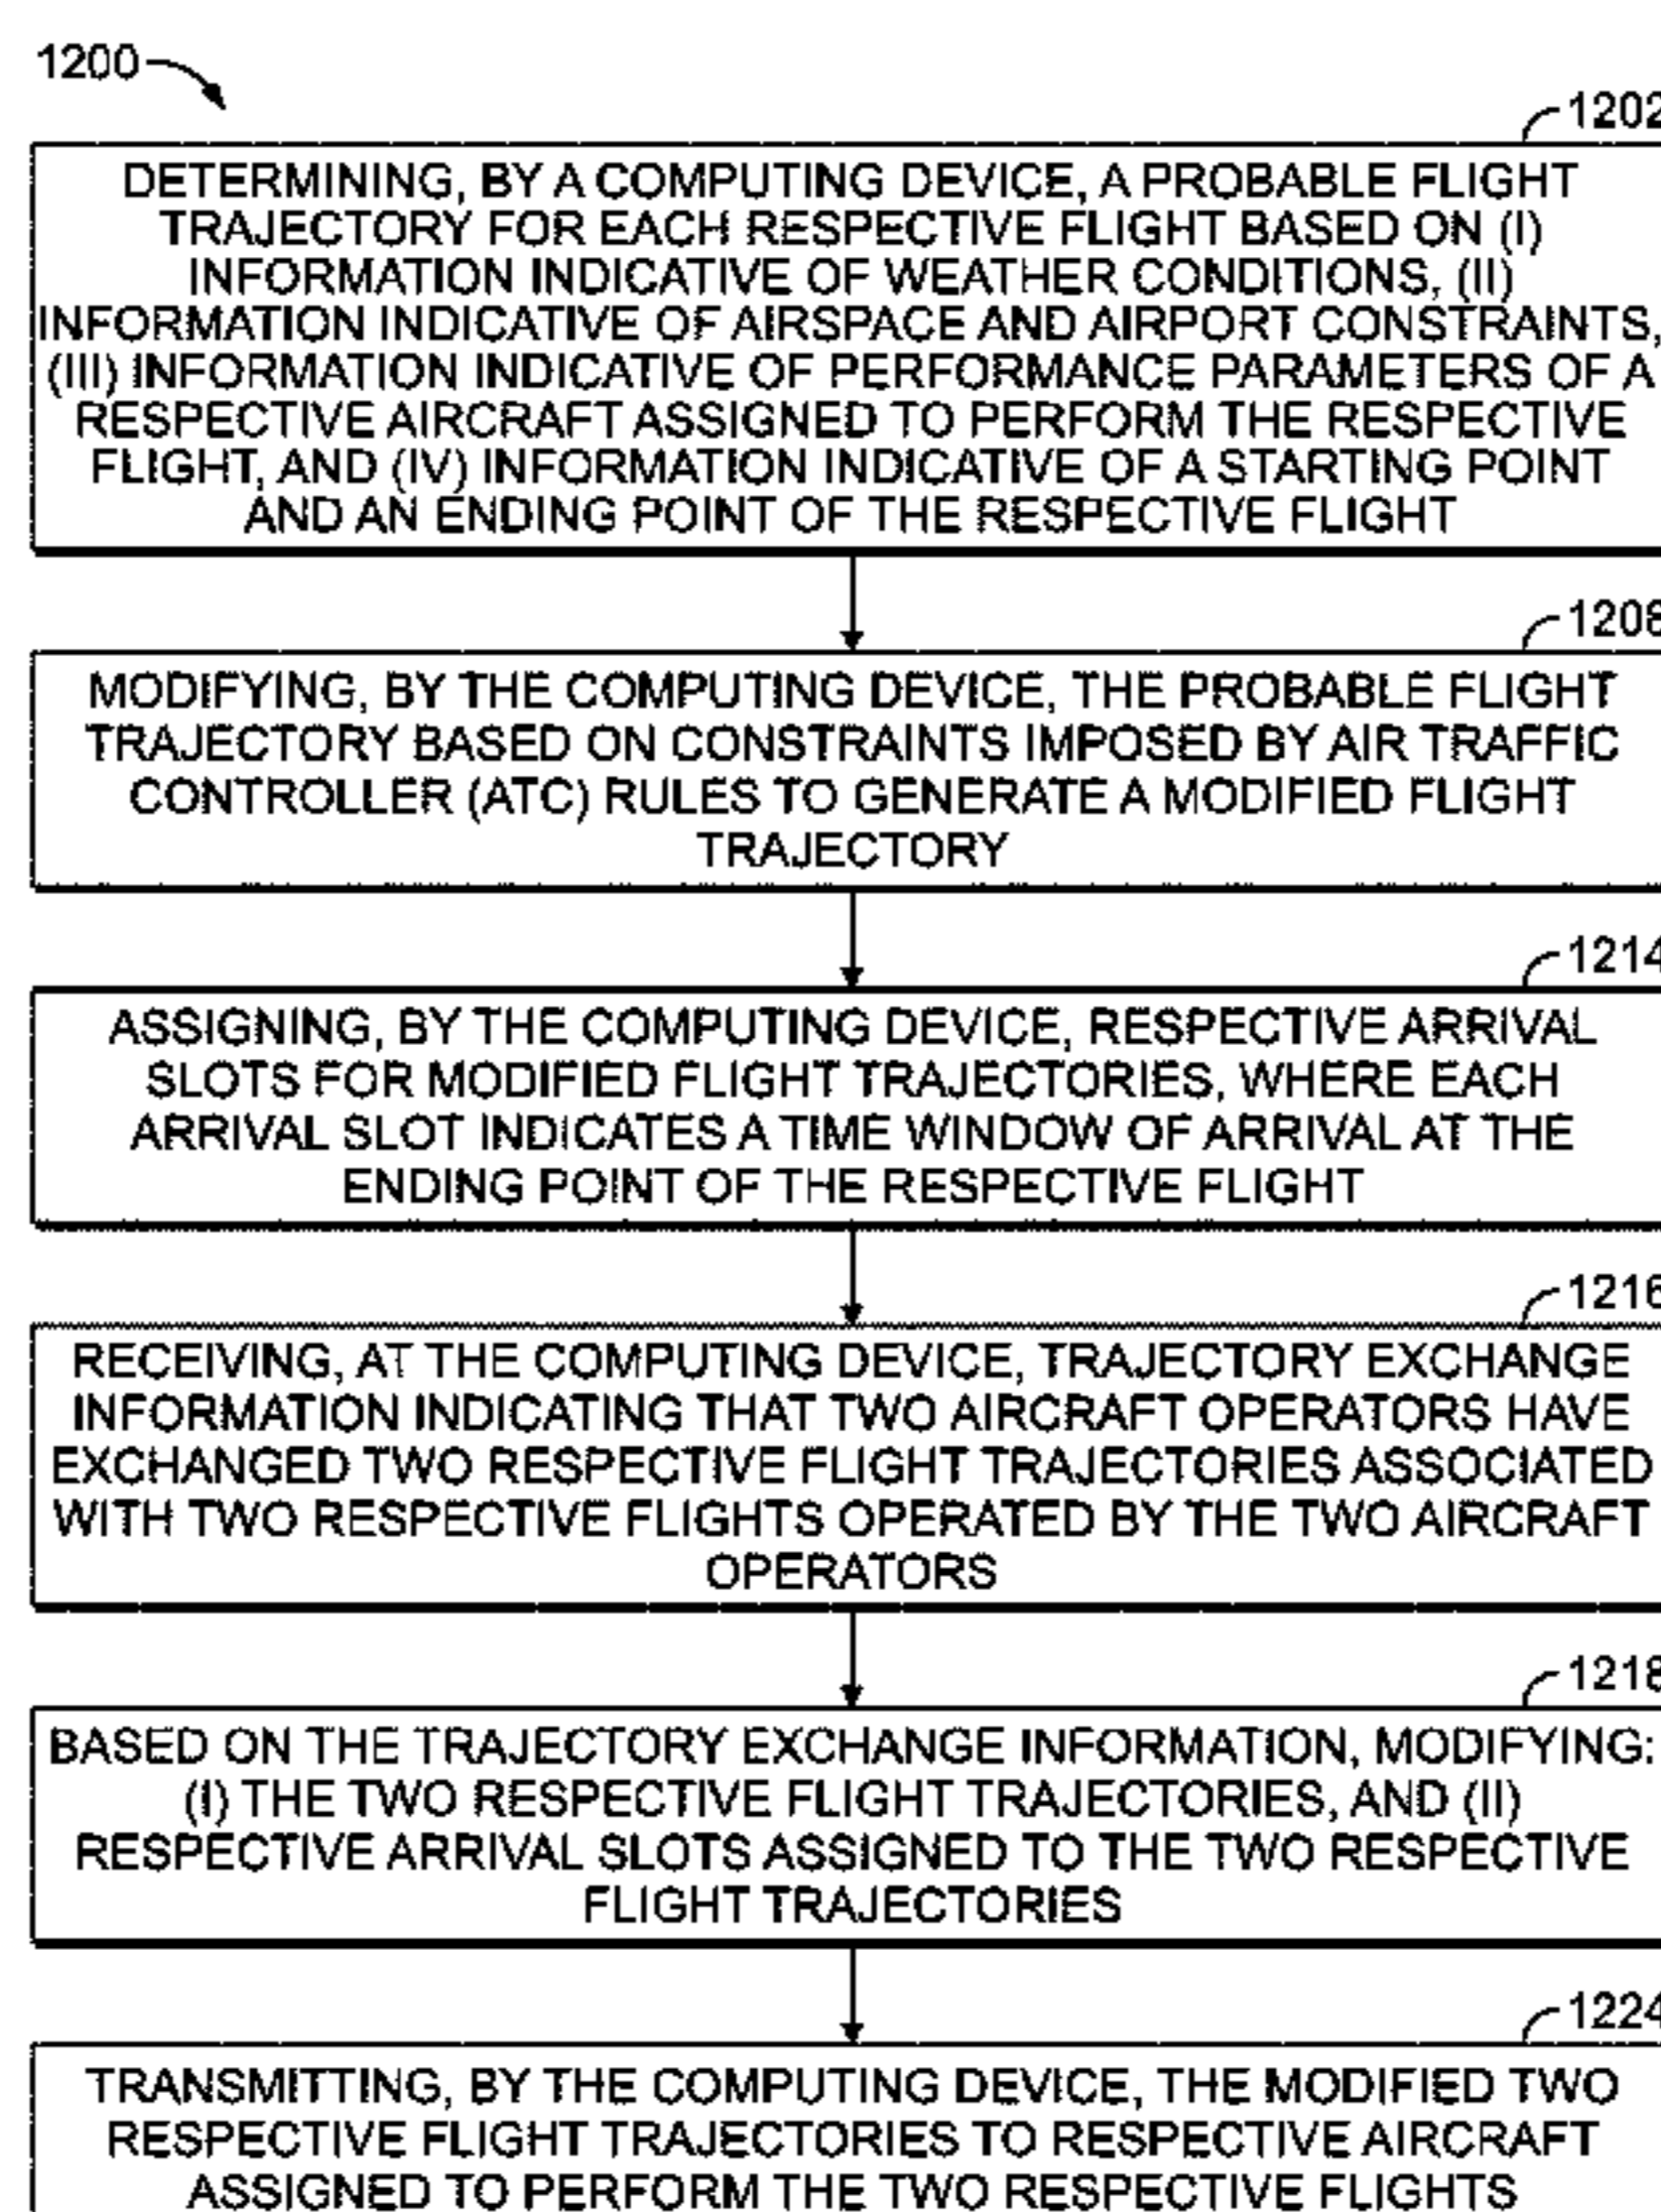 1200
1202
DETERMINING, BY A COMPUTING DEVICE, A PROBABLE FLIGHT
TRAJECTORY FOR EACH RESPECTIVE FLIGHT BASED ON (I)
INFORMATION INDICATIVE OF WEATHER CONDITIONS, (II)
INFORMATION INDICATIVE OF AIRSPACE AND AIRPORT CONSTRAINTS,
(III) INFORMATION INDICATIVE OF PERFORMANCE PARAMETERS OF A
RESPECTIVE AIRCRAFT ASSIGNED TO PERFORM THE RESPECTIVE
FLIGHT, AND (IV) INFORMATION INDICATIVE OF A STARTING POINT
AND AN ENDING POINT OF THE RESPECTIVE FLIGHT
1208
MODIFYING, BY THE COMPUTING DEVICE, THE PROBABLE FLIGHT
TRAJECTORY BASED ON CONSTRAINTS IMPOSED BY AIR TRAFFIC
CONTROLLER (ATC) RULES TO GENERATE A MODIFIED FLIGHT
TRAJECTORY
1214
ASSIGNING, BY THE COMPUTING DEVICE, RESPECTIVE ARRIVAL
SLOTS FOR MODIFIED FLIGHT TRAJECTORIES, WHERE EACH
ARRIVAL SLOT INDICATES A TIME WINDOW OF ARRIVAL AT THE
ENDING POINT OF THE RESPECTIVE FLIGHT
1216
RECEIVING, AT THE COMPUTING DEVICE, TRAJECTORY EXCHANGE
INFORMATION INDICATING THAT TWO AIRCRAFT OPERATORS HAVE
EXCHANGED TWO RESPECTIVE FLIGHT TRAJECTORIES ASSOCIATED
WITH TWO RESPECTIVE FLIGHTS OPERATED BY THE TWO AIRCRAFT
OPERATORS
1218
BASED ON THE TRAJECTORY EXCHANGE INFORMATION, MODIFYING:
(I) THE TWO RESPECTIVE FLIGHT TRAJECTORIES, AND (II)
RESPECTIVE ARRIVAL SLOTS ASSIGNED TO THE TWO RESPECTIVE
FLIGHT TRAJECTORIES
1224
TRANSMITTING, BY THE COMPUTING DEVICE, THE MODIFIED TWO
RESPECTIVE FLIGHT TRAJECTORIES TO RESPECTIVE AIRCRAFT
ASSIGNED TO PERFORM THE TWO RESPECTIVE FLIGHTS